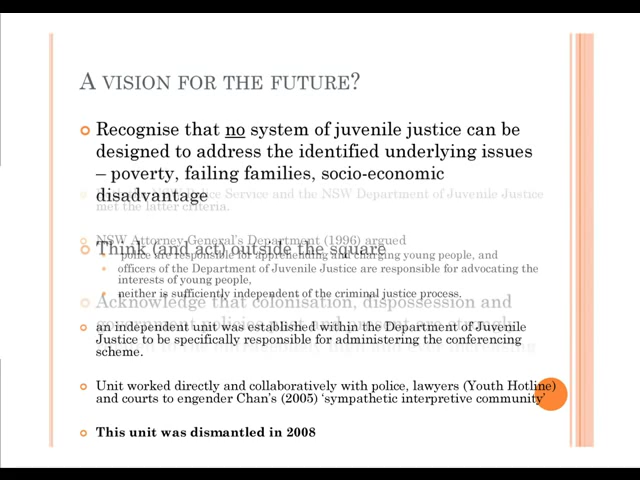 A VISION FOR THE FUTURE?
Recognise that no system of juvenile justice can be
designed to address the identified underlying issues
– poverty, failing families, socio-economic
disadvantage
Police Service and the NSW Department of Juvenile Justice
met the latter criteria.
NSW Attorney General's Department (1996) argued
Think (and act) outside the square
police are responsible for apprehending and charging young people, and
officers of the Department of Juvenile Justice are responsible for advocating the
interests of young people,
neither is sufficiently independent of the criminal justice process.
Acknowledge that colonisation, dispossession and
an independent unit was established within the Department of Juvenile
Justice to be specifically responsible for administering the conferencing
scheme.
Unit worked directly and collaboratively with police, lawyers (Youth Hotline)
and courts to engender Chan's (2005) 'sympathetic interpretive community'
This unit was dismantled in 2008